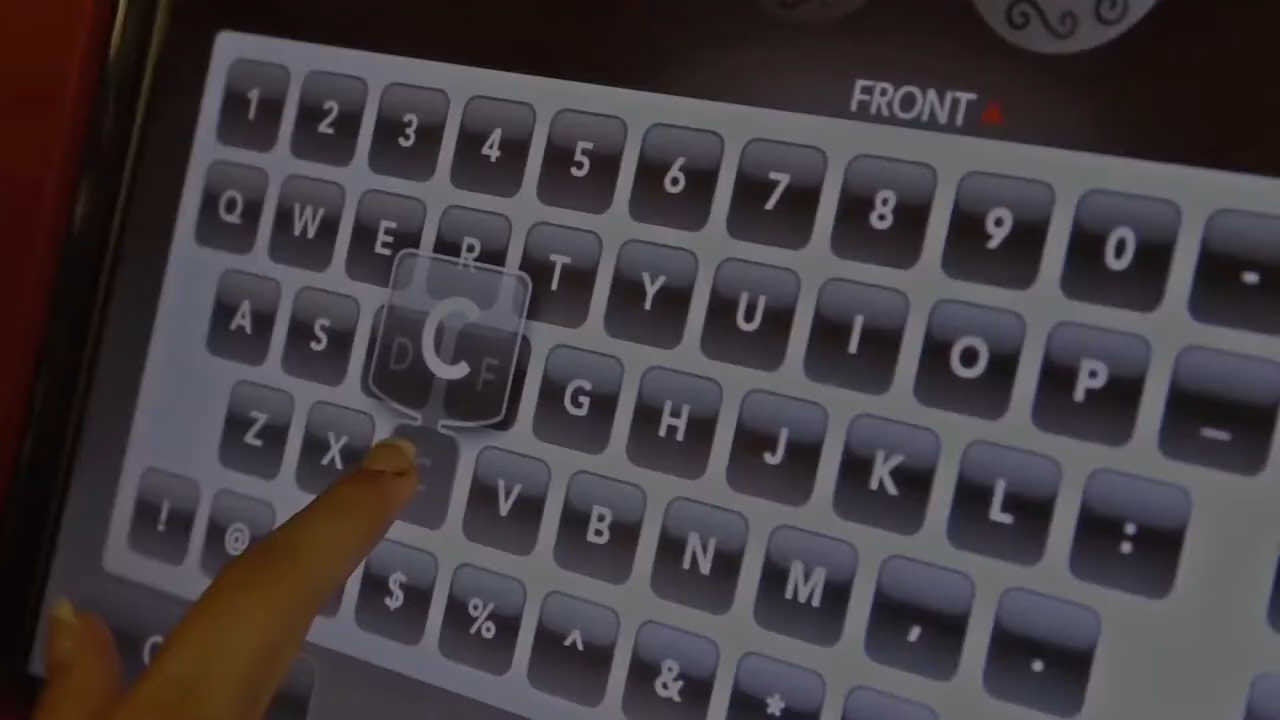 FRONT
1 2 3 4 5 6 7 8 9 0 -
Q W E R T Y U I O P _
A S D C F G H J K L :
Z X C V B N M , .
! @ $ % ^ & *